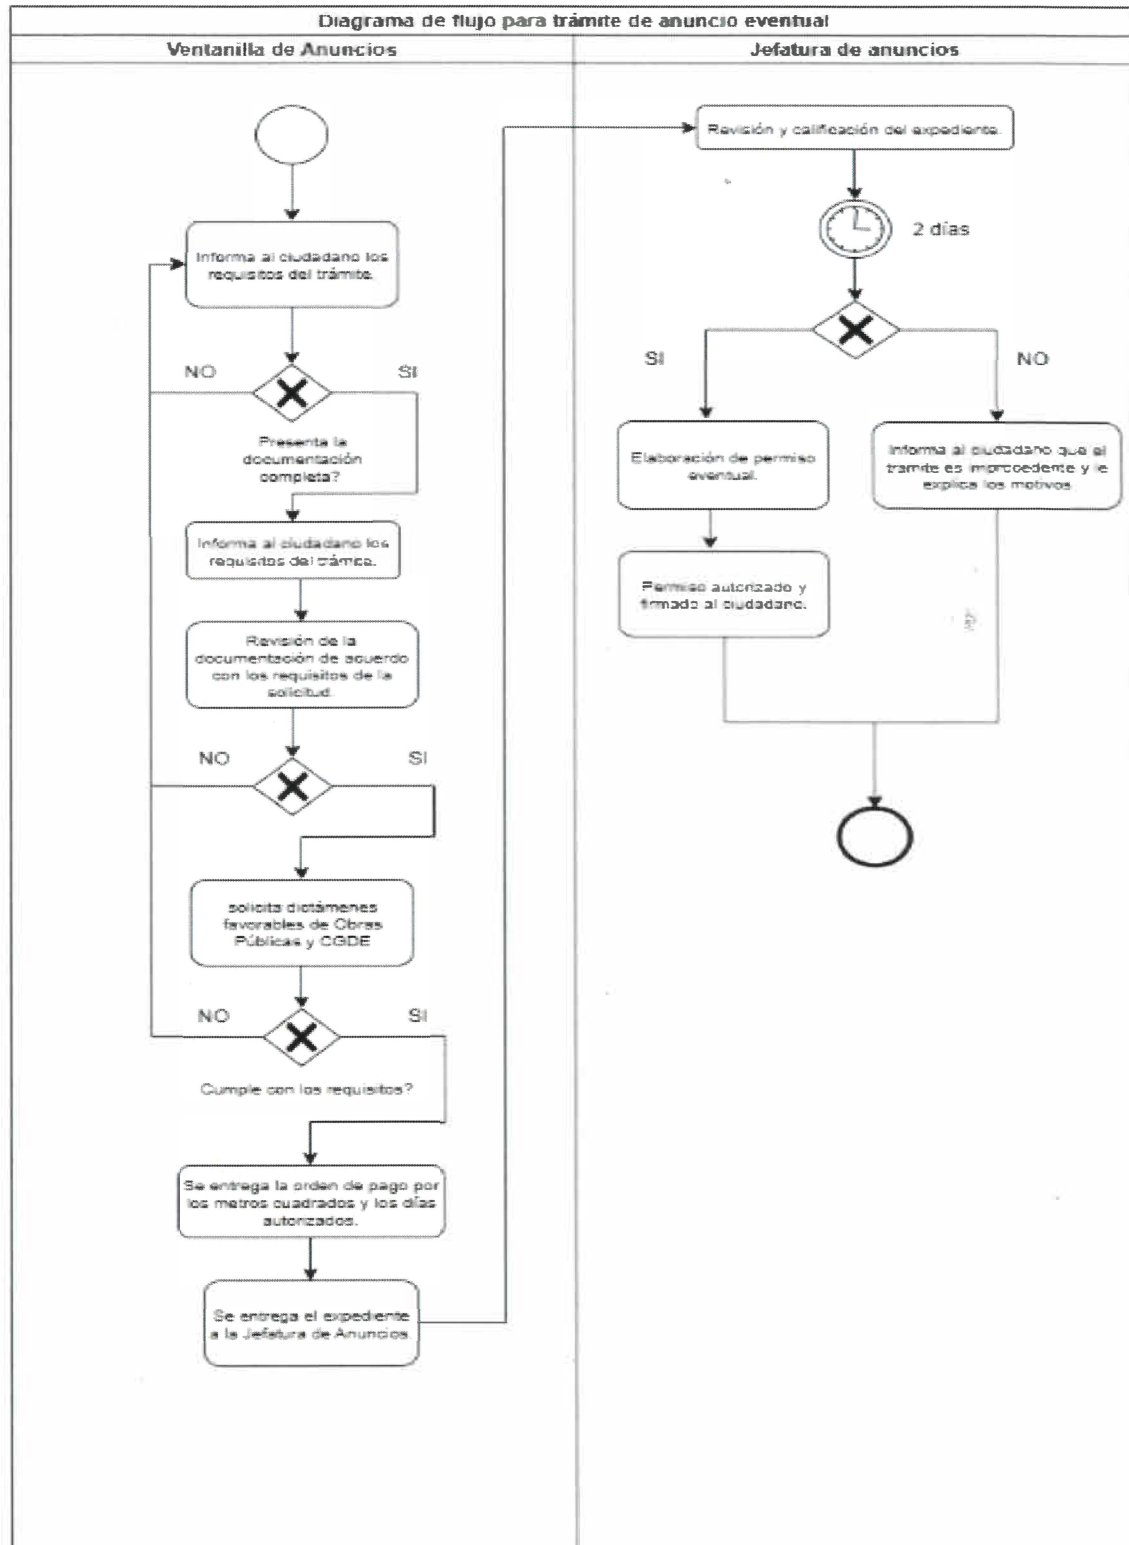 Diagrama de flujo para trámite de anuncio eventual
Ventanilla de Anuncios
Jefatura de anuncios
Informa al ciudadano los
requisitos del trámite.
NO
SI
Presenta la
documentación
completa?
Informa al ciudadano los
requisitos del trámite.
Revisión de la
documentación de acuerdo
con los requisitos de la
solicitud.
NO
SI
solicita dictámenes
favorables de Obras
Públicas y CGDE
NO
SI
Cumple con los requisitos?
Se entrega la orden de pago por
los metros cuadrados y los días
autorizados.
Se entrega el expediente
a la Jefatura de Anuncios.
Revisión y calificación del expediente.
2 días
SI
NO
Elaboración de permiso
eventual.
Informa al ciudadano que el
tramite es improcedente y le
explica los motivos
Permiso autorizado y
firmado al ciudadano.